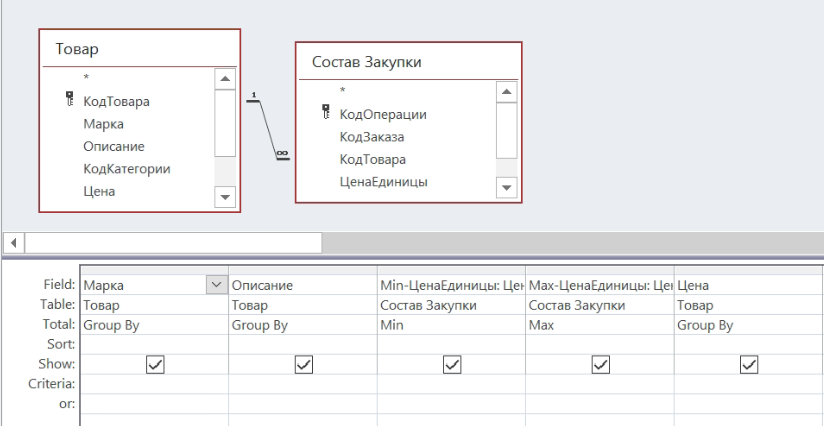 Товар
*
КодТовара
Марка
Описание
КодКатегории
Цена
1
∞
Состав Закупки
*
КодОперации
КодЗаказа
КодТовара
ЦенаЕдиницы
Field: Марка Описание Min-ЦенаЕдиницы: Цен Max-ЦенаЕдиницы: Цен Цена
Table: Товар Товар Состав Закупки Состав Закупки Товар
Total: Group By Group By Min Max Group By
Sort:
Show:
Criteria:
or: